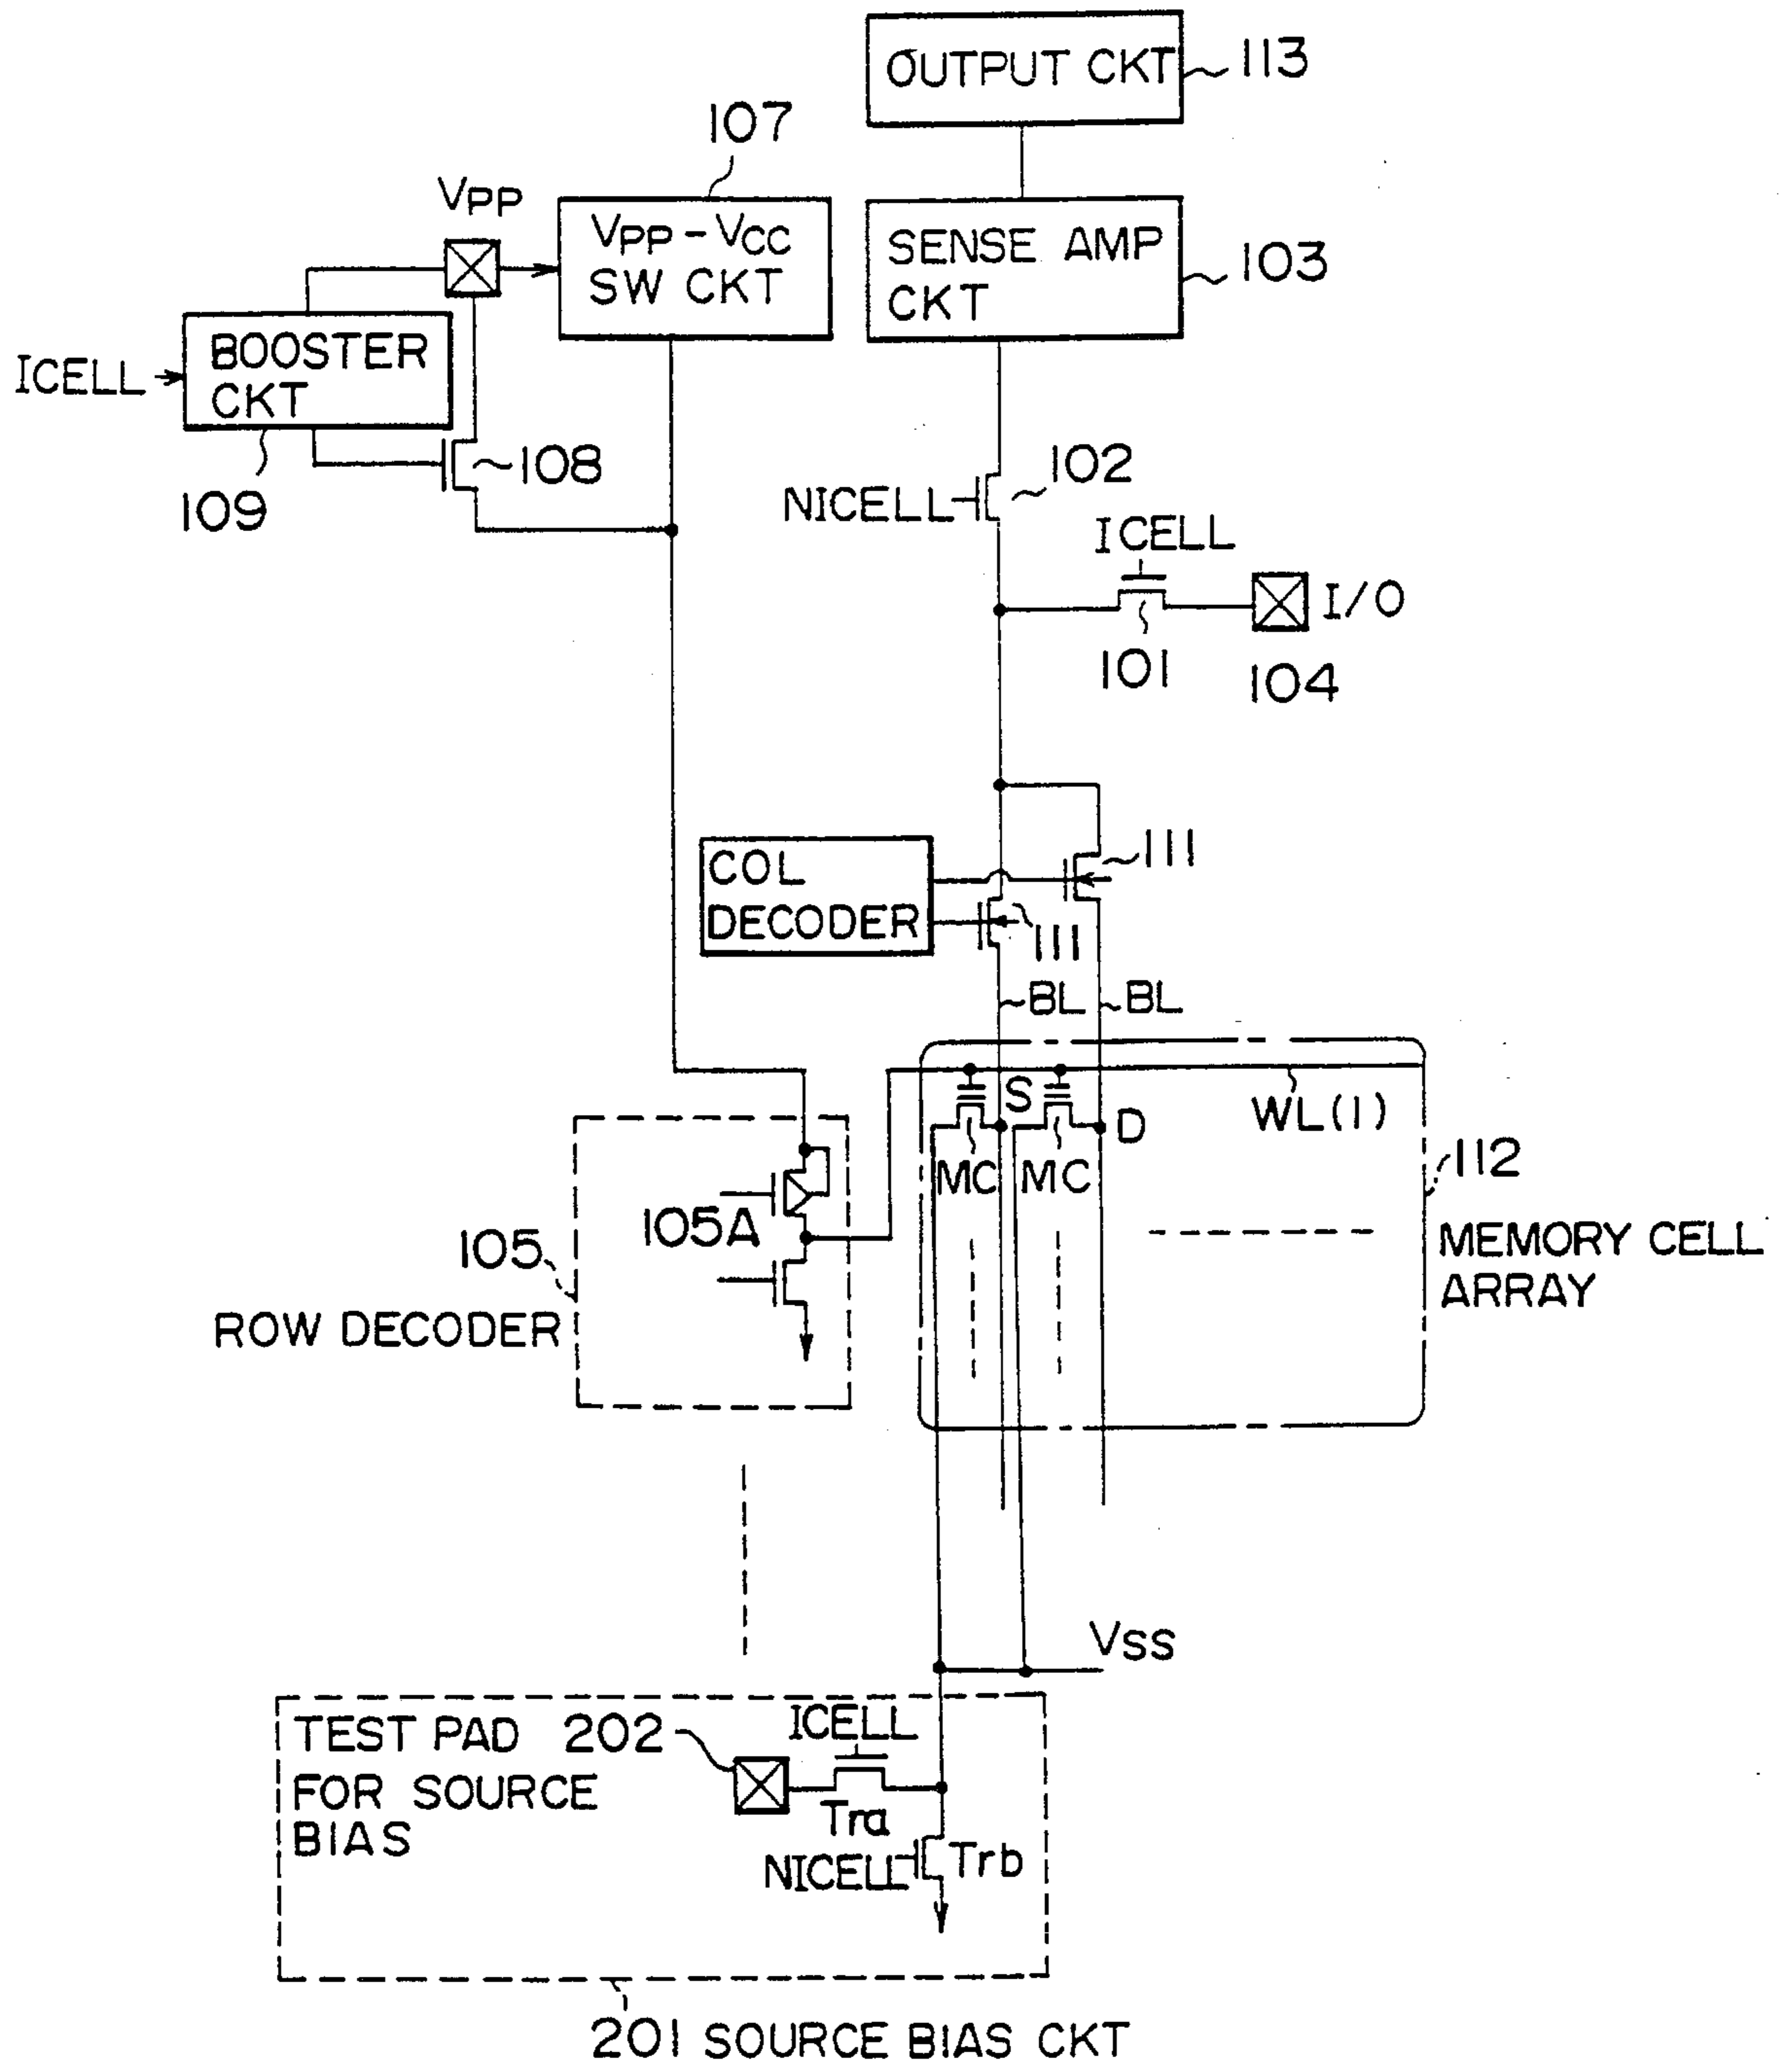 OUTPUT CKT
113
107
VPP
VPP-VCC
SW CKT
SENSE AMP
CKT
103
ICELL
BOOSTER
CKT
109
108
102
NICELL
ICELL
I/O
101
104
COL
DECODER
111
111
BL
BL
S
D
WL(1)
MC
MC
112
MEMORY CELL
ARRAY
105A
105
ROW DECODER
VSS
TEST PAD 202
FOR SOURCE
BIAS
ICELL
Tra
NICELL
Trb
201 SOURCE BIAS CKT